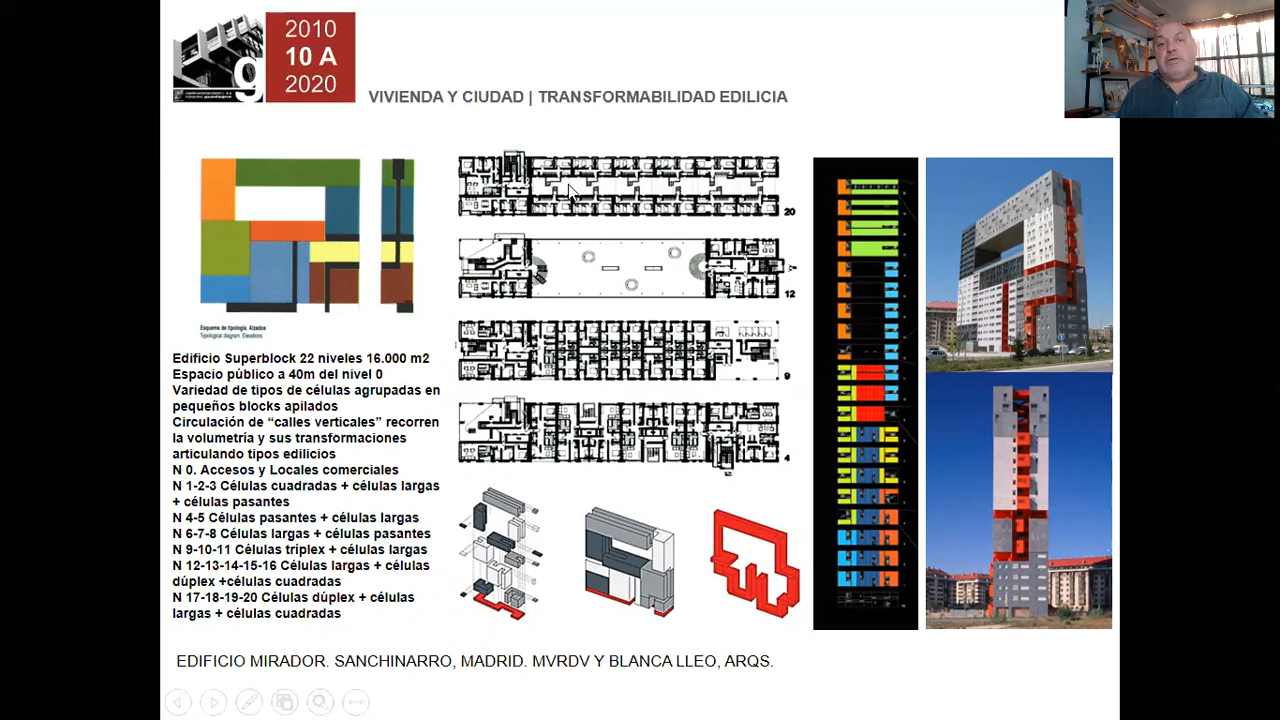 2010
10 A
2020
9
VIVIENDA Y CIUDAD | TRANSFORMABILIDAD EDILICIA
Esquema de tipología. Alzados
Typological diagram. Elevations
Edificio Superblock 22 niveles 16.000 m2
Espacio público a 40m del nivel 0
Variedad de tipos de células agrupadas en
pequeños blocks apilados
Circulación de “calles verticales” recorren
la volumetría y sus transformaciones
articulando tipos edilicios
N 0. Accesos y Locales comerciales
N 1-2-3 Células cuadradas + células largas
+ células pasantes
N 4-5 Células pasantes + células largas
N 6-7-8 Células largas + células pasantes
N 9-10-11 Células tríplex + células largas
N 12-13-14-15-16 Células largas + células
dúplex +células cuadradas
N 17-18-19-20 Células dúplex + células
largas + células cuadradas
20
12
9
4
EDIFICIO MIRADOR. SANCHINARRO, MADRID. MVRDV Y BLANCA LLEO, ARQS.